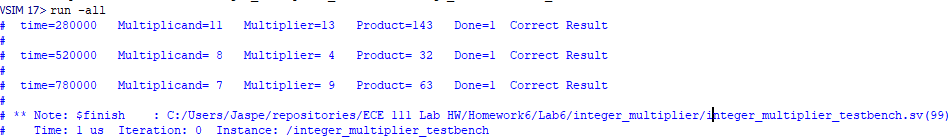 VSIM 17> run -all
#  time=280000   Multiplicand=11   Multiplier=13   Product=143   Done=1  Correct Result
#
#  time=520000   Multiplicand= 8   Multiplier= 4   Product= 32   Done=1  Correct Result
#
#  time=780000   Multiplicand= 7   Multiplier= 9   Product= 63   Done=1  Correct Result
#
# ** Note: $finish    : C:/Users/Jaspe/repositories/ECE 111 Lab HW/Homework6/Lab6/integer_multiplier/integer_multiplier_testbench.sv(99)
#    Time: 1 us  Iteration: 0  Instance: /integer_multiplier_testbench